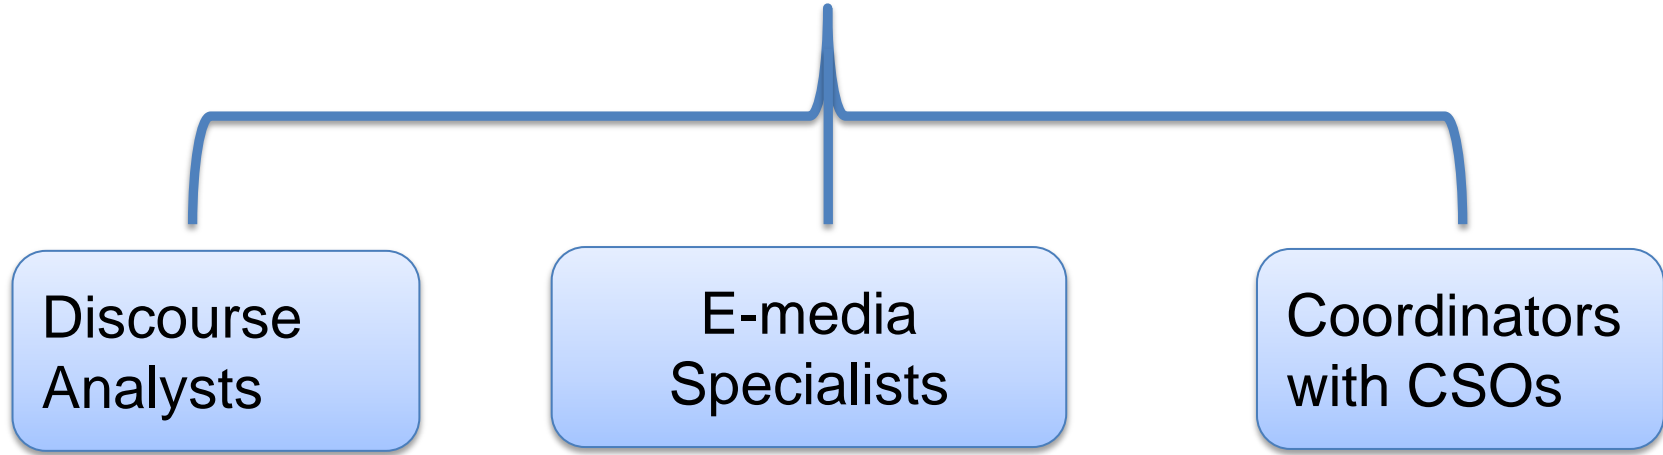 Discourse
Analysts
E-media
Specialists
Coordinators
with CSOs